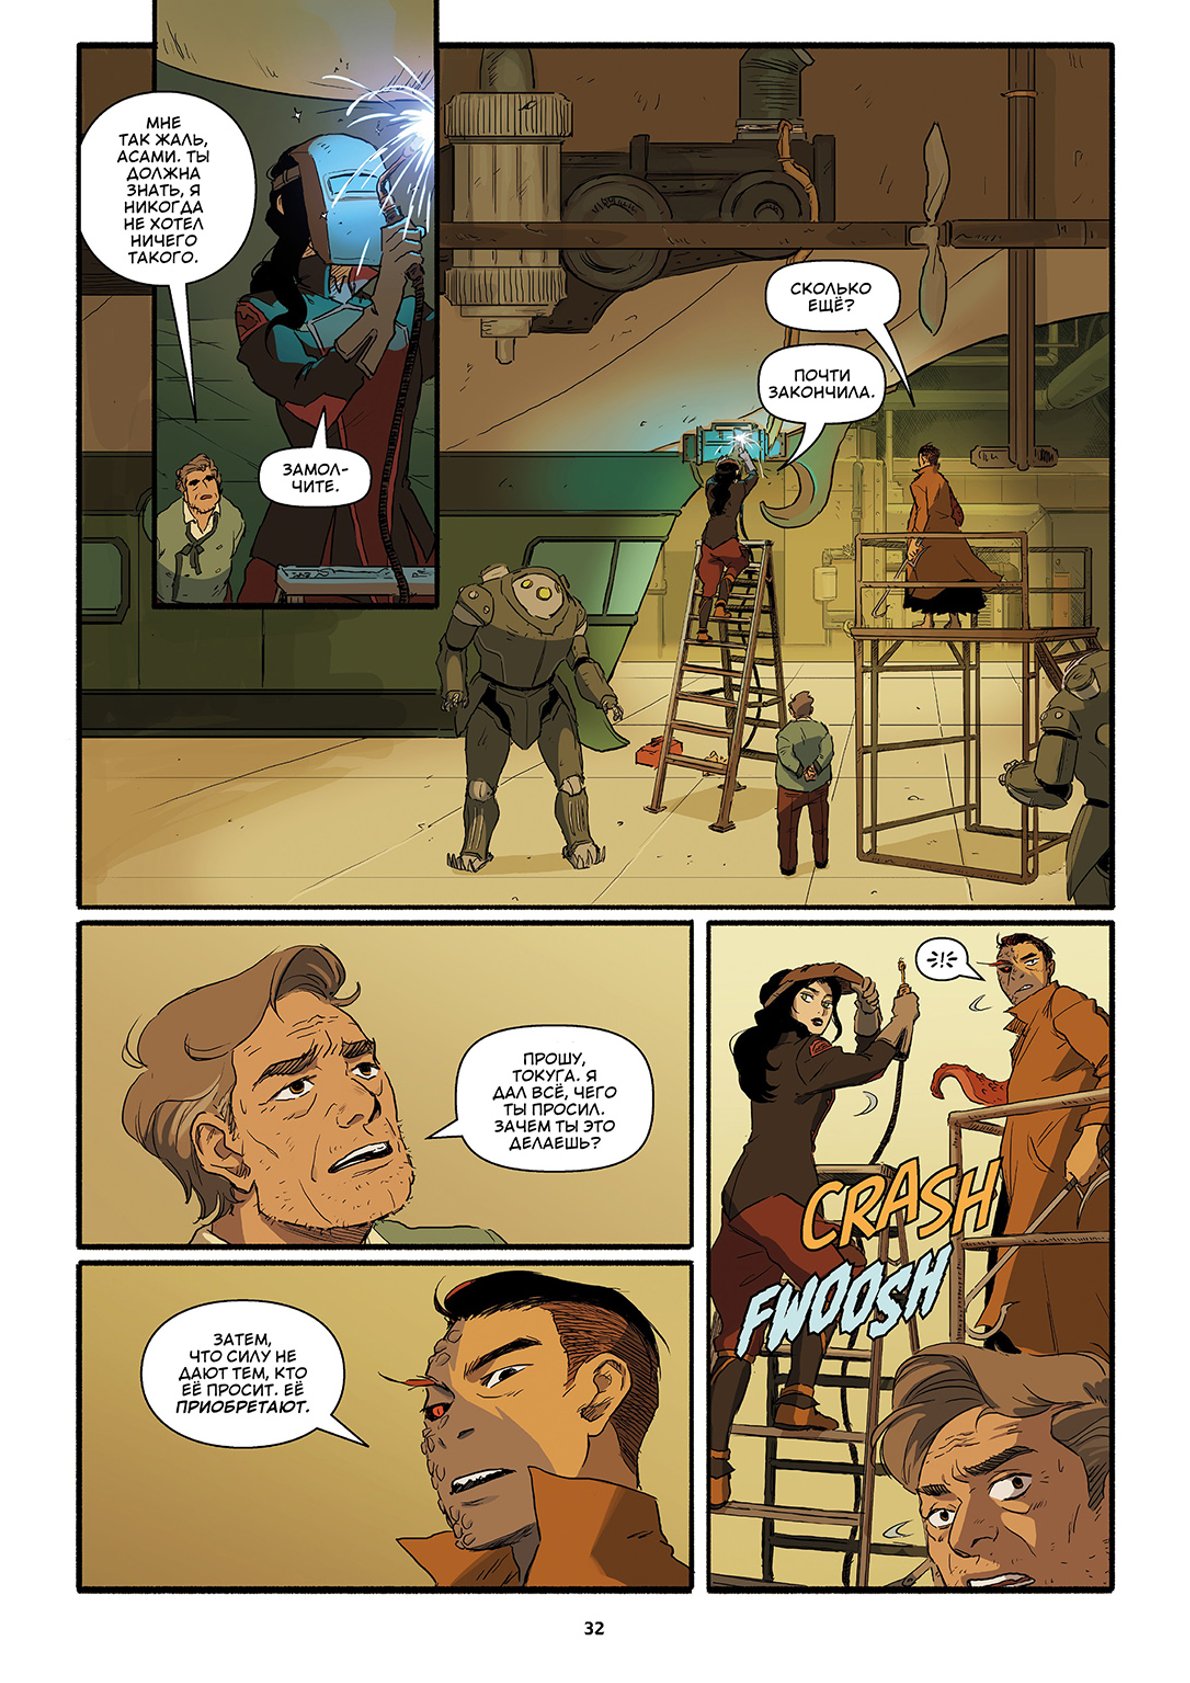 МНЕ
ТАК ЖАЛЬ,
АСАМИ. ТЫ
ДОЛЖНА
ЗНАТЬ, Я
НИКОГДА
НЕ ХОТЕЛ
НИЧЕГО
ТАКОГО.
ЗАМОЛ-
ЧИТЕ.
СКОЛЬКО
ЕЩЁ?
ПОЧТИ
ЗАКОНЧИЛА.
ПРОШУ,
ТОКУГА. Я
ДАЛ ВСЁ, ЧЕГО
ТЫ ПРОСИЛ.
ЗАЧЕМ ТЫ ЭТО
ДЕЛАЕШЬ?
ЗАТЕМ,
ЧТО СИЛУ НЕ
ДАЮТ ТЕМ, КТО
ЕЁ ПРОСИТ. ЕЁ
ПРИОБРЕТАЮТ.
!
CRASH
FWOOSH
32